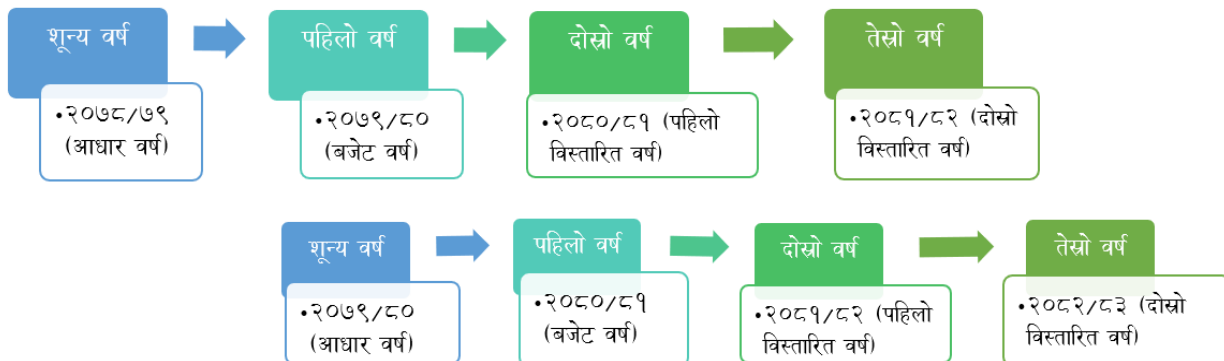 शून्य वर्ष
•२०७८/७९
(आधार वर्ष)
पहिलो वर्ष
•२०७९/८०
(बजेट वर्ष)
दोस्रो वर्ष
•२०८०/८१ (पहिलो
विस्तारित वर्ष)
तेस्रो वर्ष
•२०८१/८२ (दोस्रो
विस्तारित वर्ष)
शून्य वर्ष
•२०७९/८०
(आधार वर्ष)
पहिलो वर्ष
•२०८०/८१
(बजेट वर्ष)
दोस्रो वर्ष
•२०८१/८२ (पहिलो
विस्तारित वर्ष)
तेस्रो वर्ष
•२०८२/८३ (दोस्रो
विस्तारित वर्ष)